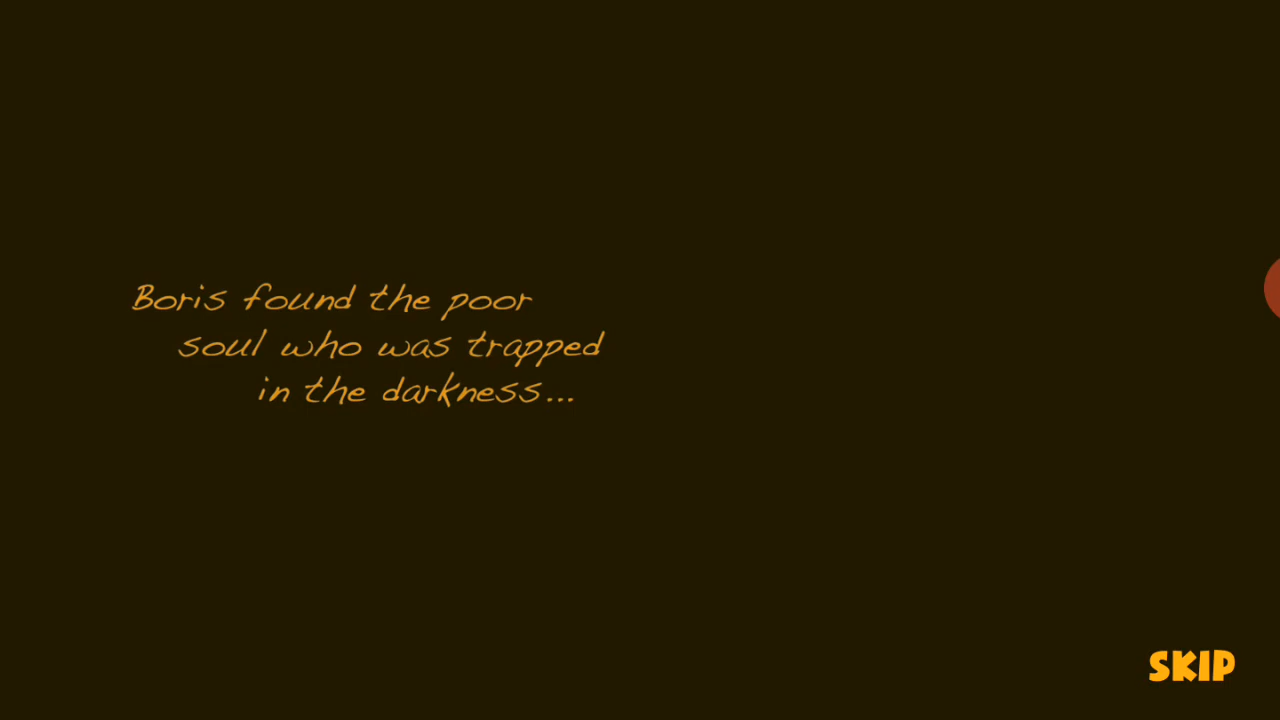 Boris found the poor
soul who was trapped
in the darkness...
SKIP